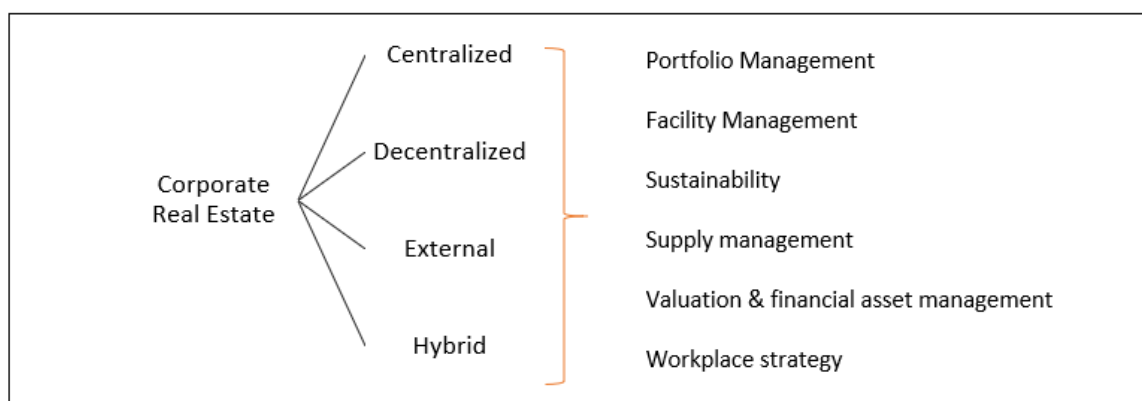 Corporate
Real Estate
Centralized
Decentralized
External
Hybrid
Portfolio Management
Facility Management
Sustainability
Supply management
Valuation & financial asset management
Workplace strategy